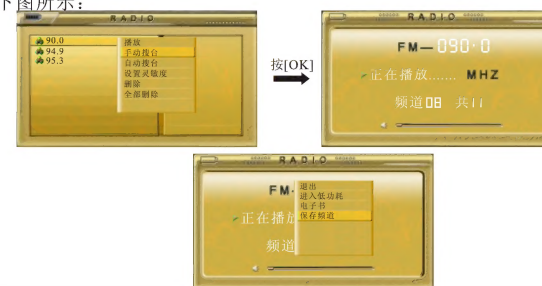 下图所示：
RADIO
90.0
94.9
95.3
播放
手动搜台
自动搜台
设置灵敏度
删除
全部删除
按[OK]
RADIO
FM—090·0
正在播放....... MHZ
频道08 共11
RADIO
FM-
正在播放
频道
退出
进入低功耗
电子书
保存频道